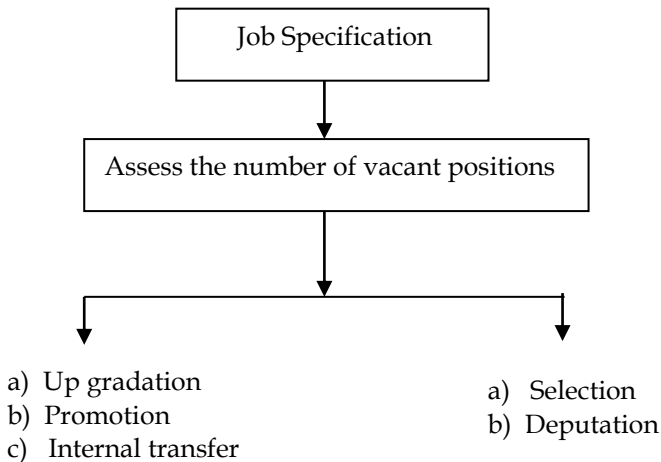 Job Specification
Assess the number of vacant positions
a) Up gradation
b) Promotion
c) Internal transfer
a) Selection
b) Deputation